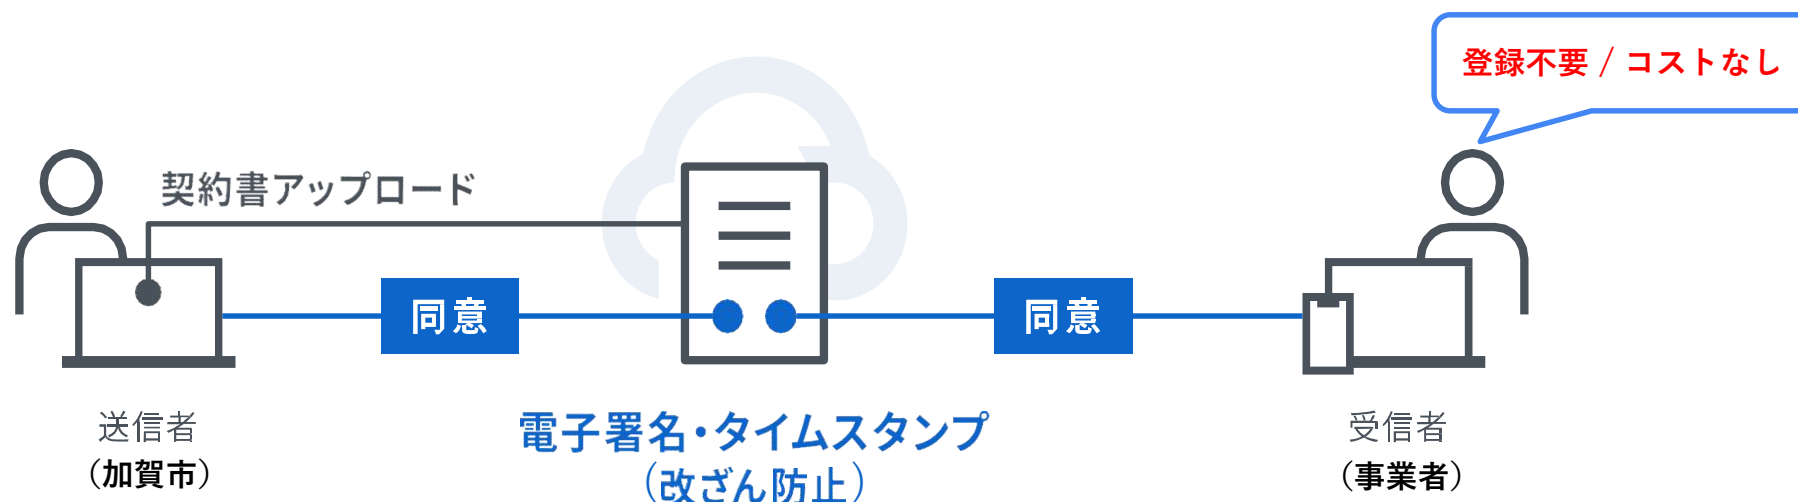 登録不要 / コストなし
契約書アップロード
同意
同意
送信者
(加賀市)
電子署名・タイムスタンプ
(改ざん防止)
受信者
(事業者)